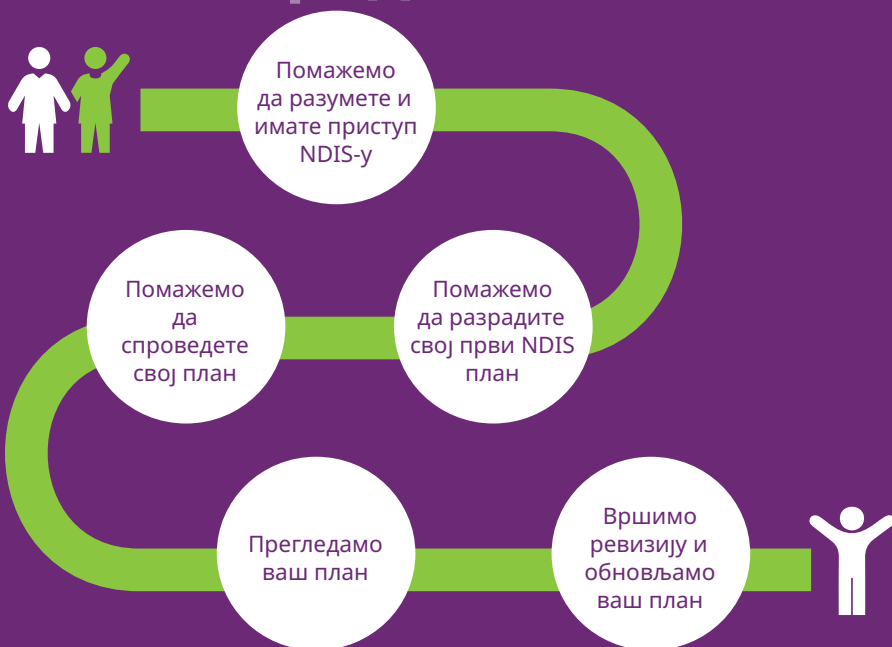 Помажемо
да разумете и
имате приступ
NDIS-у
Помажемо
да разрадите
свој први NDIS
план
Помажемо
да
спроведете
свој план
Прегледамо
ваш план
Вршимо
ревизију и
обновљамо
ваш план